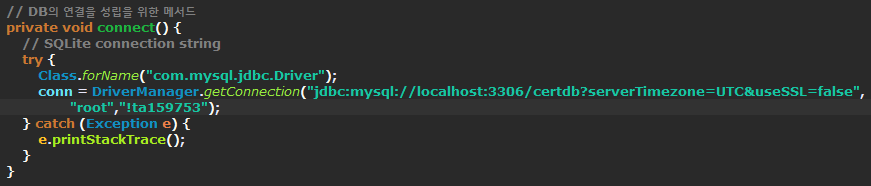 // DB의 연결을 성립을 위한 메서드
private void connect() {
// SQLite connection string
try {
Class.forName("com.mysql.jdbc.Driver");
conn = DriverManager.getConnection("jdbc:mysql://localhost:3306/certdb?serverTimezone=UTC&useSSL=false",
"root","!ta159753");
} catch (Exception e) {
e.printStackTrace();
}
}